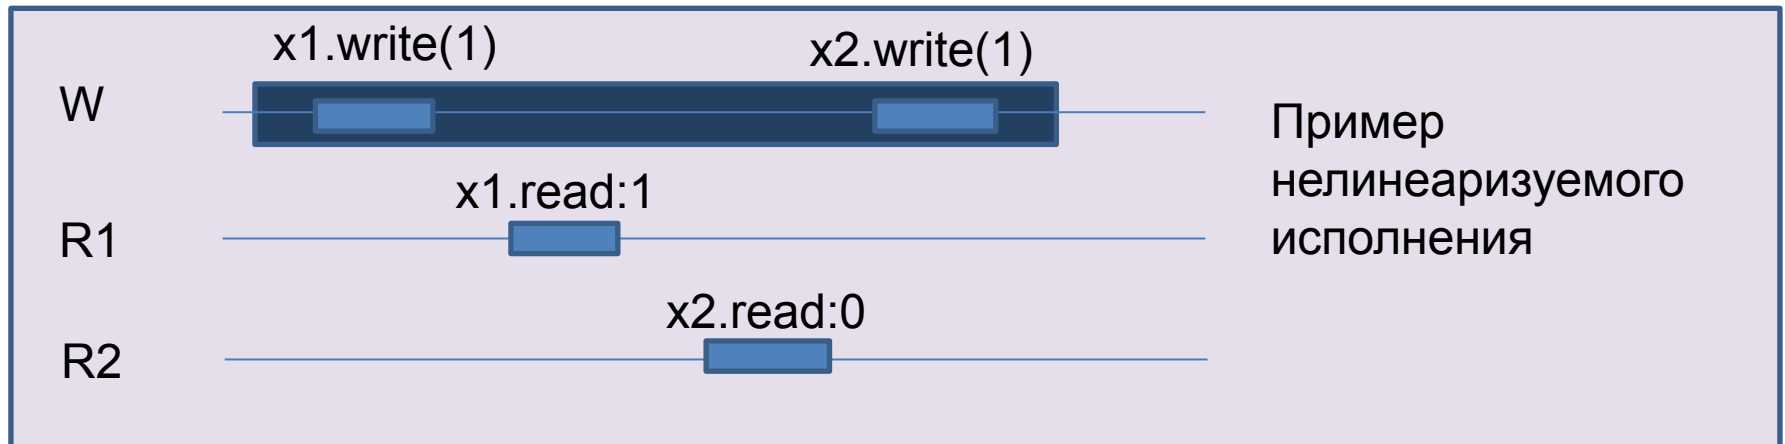 x1.write(1)
x2.write(1)
W
Пример
нелинеаризуемого
исполнения
x1.read:1
R1
x2.read:0
R2